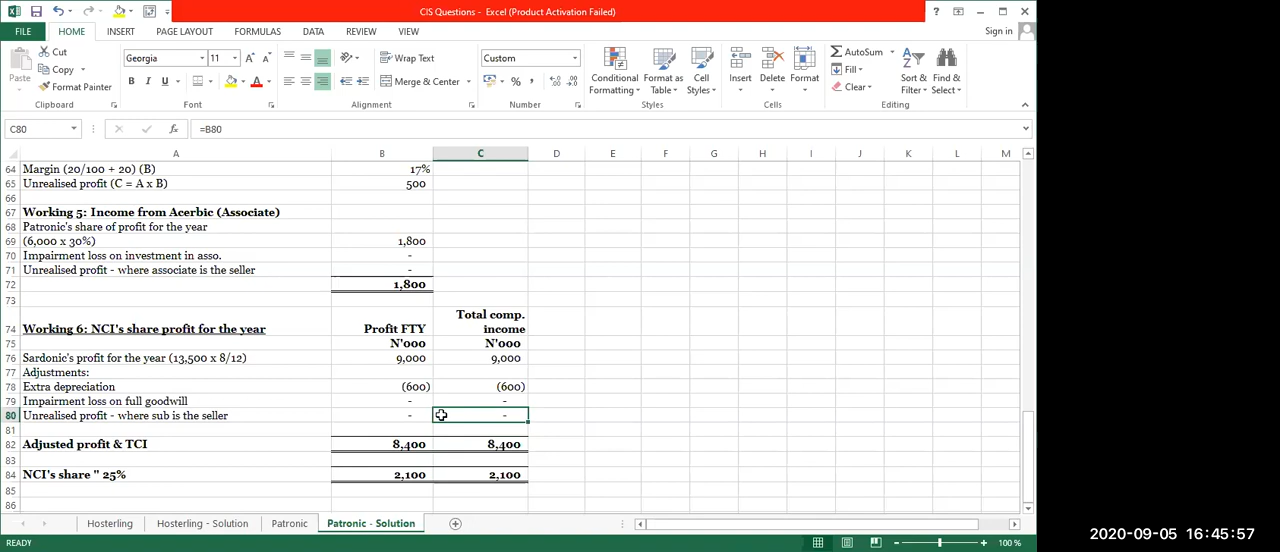 CIS Questions - Excel (Product Activation Failed)
FILE HOME INSERT PAGE LAYOUT FORMULAS DATA REVIEW VIEW Sign in
Paste Cut Copy Format Painter Clipboard
Georgia 11 B I U A Font
Wrap Text Merge & Center Alignment
Custom % , Number
Conditional Formatting Format as Table Cell Styles Styles
Insert Delete Format Cells
AutoSum Fill Clear Sort & Filter Find & Select Editing
C80 fx =B80
A B C D E F G H I J K L M
64 Margin (20/100 + 20) (B) 17%
65 Unrealised profit (C = A x B) 500
66
67 Working 5: Income from Acerbic (Associate)
68 Patronic's share of profit for the year
69 (6,000 x 30%) 1,800
70 Impairment loss on investment in asso. -
71 Unrealised profit - where associate is the seller -
72 1,800
73
74 Working 6: NCI's share profit for the year Profit FTY Total comp. income
75 N'000 N'000
76 Sardonic's profit for the year (13,500 x 8/12) 9,000 9,000
77 Adjustments:
78 Extra depreciation (600) (600)
79 Impairment loss on full goodwill - -
80 Unrealised profit - where sub is the seller - -
81
82 Adjusted profit & TCI 8,400 8,400
83
84 NCI's share " 25% 2,100 2,100
85
86
Hosterling Hosterling - Solution Patronic Patronic - Solution
READY 100 %
2020-09-05 16:45:57